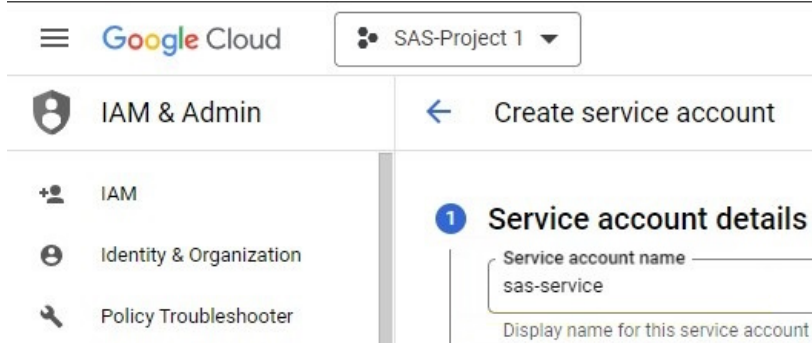 Google Cloud
SAS-Project 1
IAM & Admin
Create service account
IAM
Identity & Organization
Policy Troubleshooter
1
Service account details
Service account name
sas-service
Display name for this service account